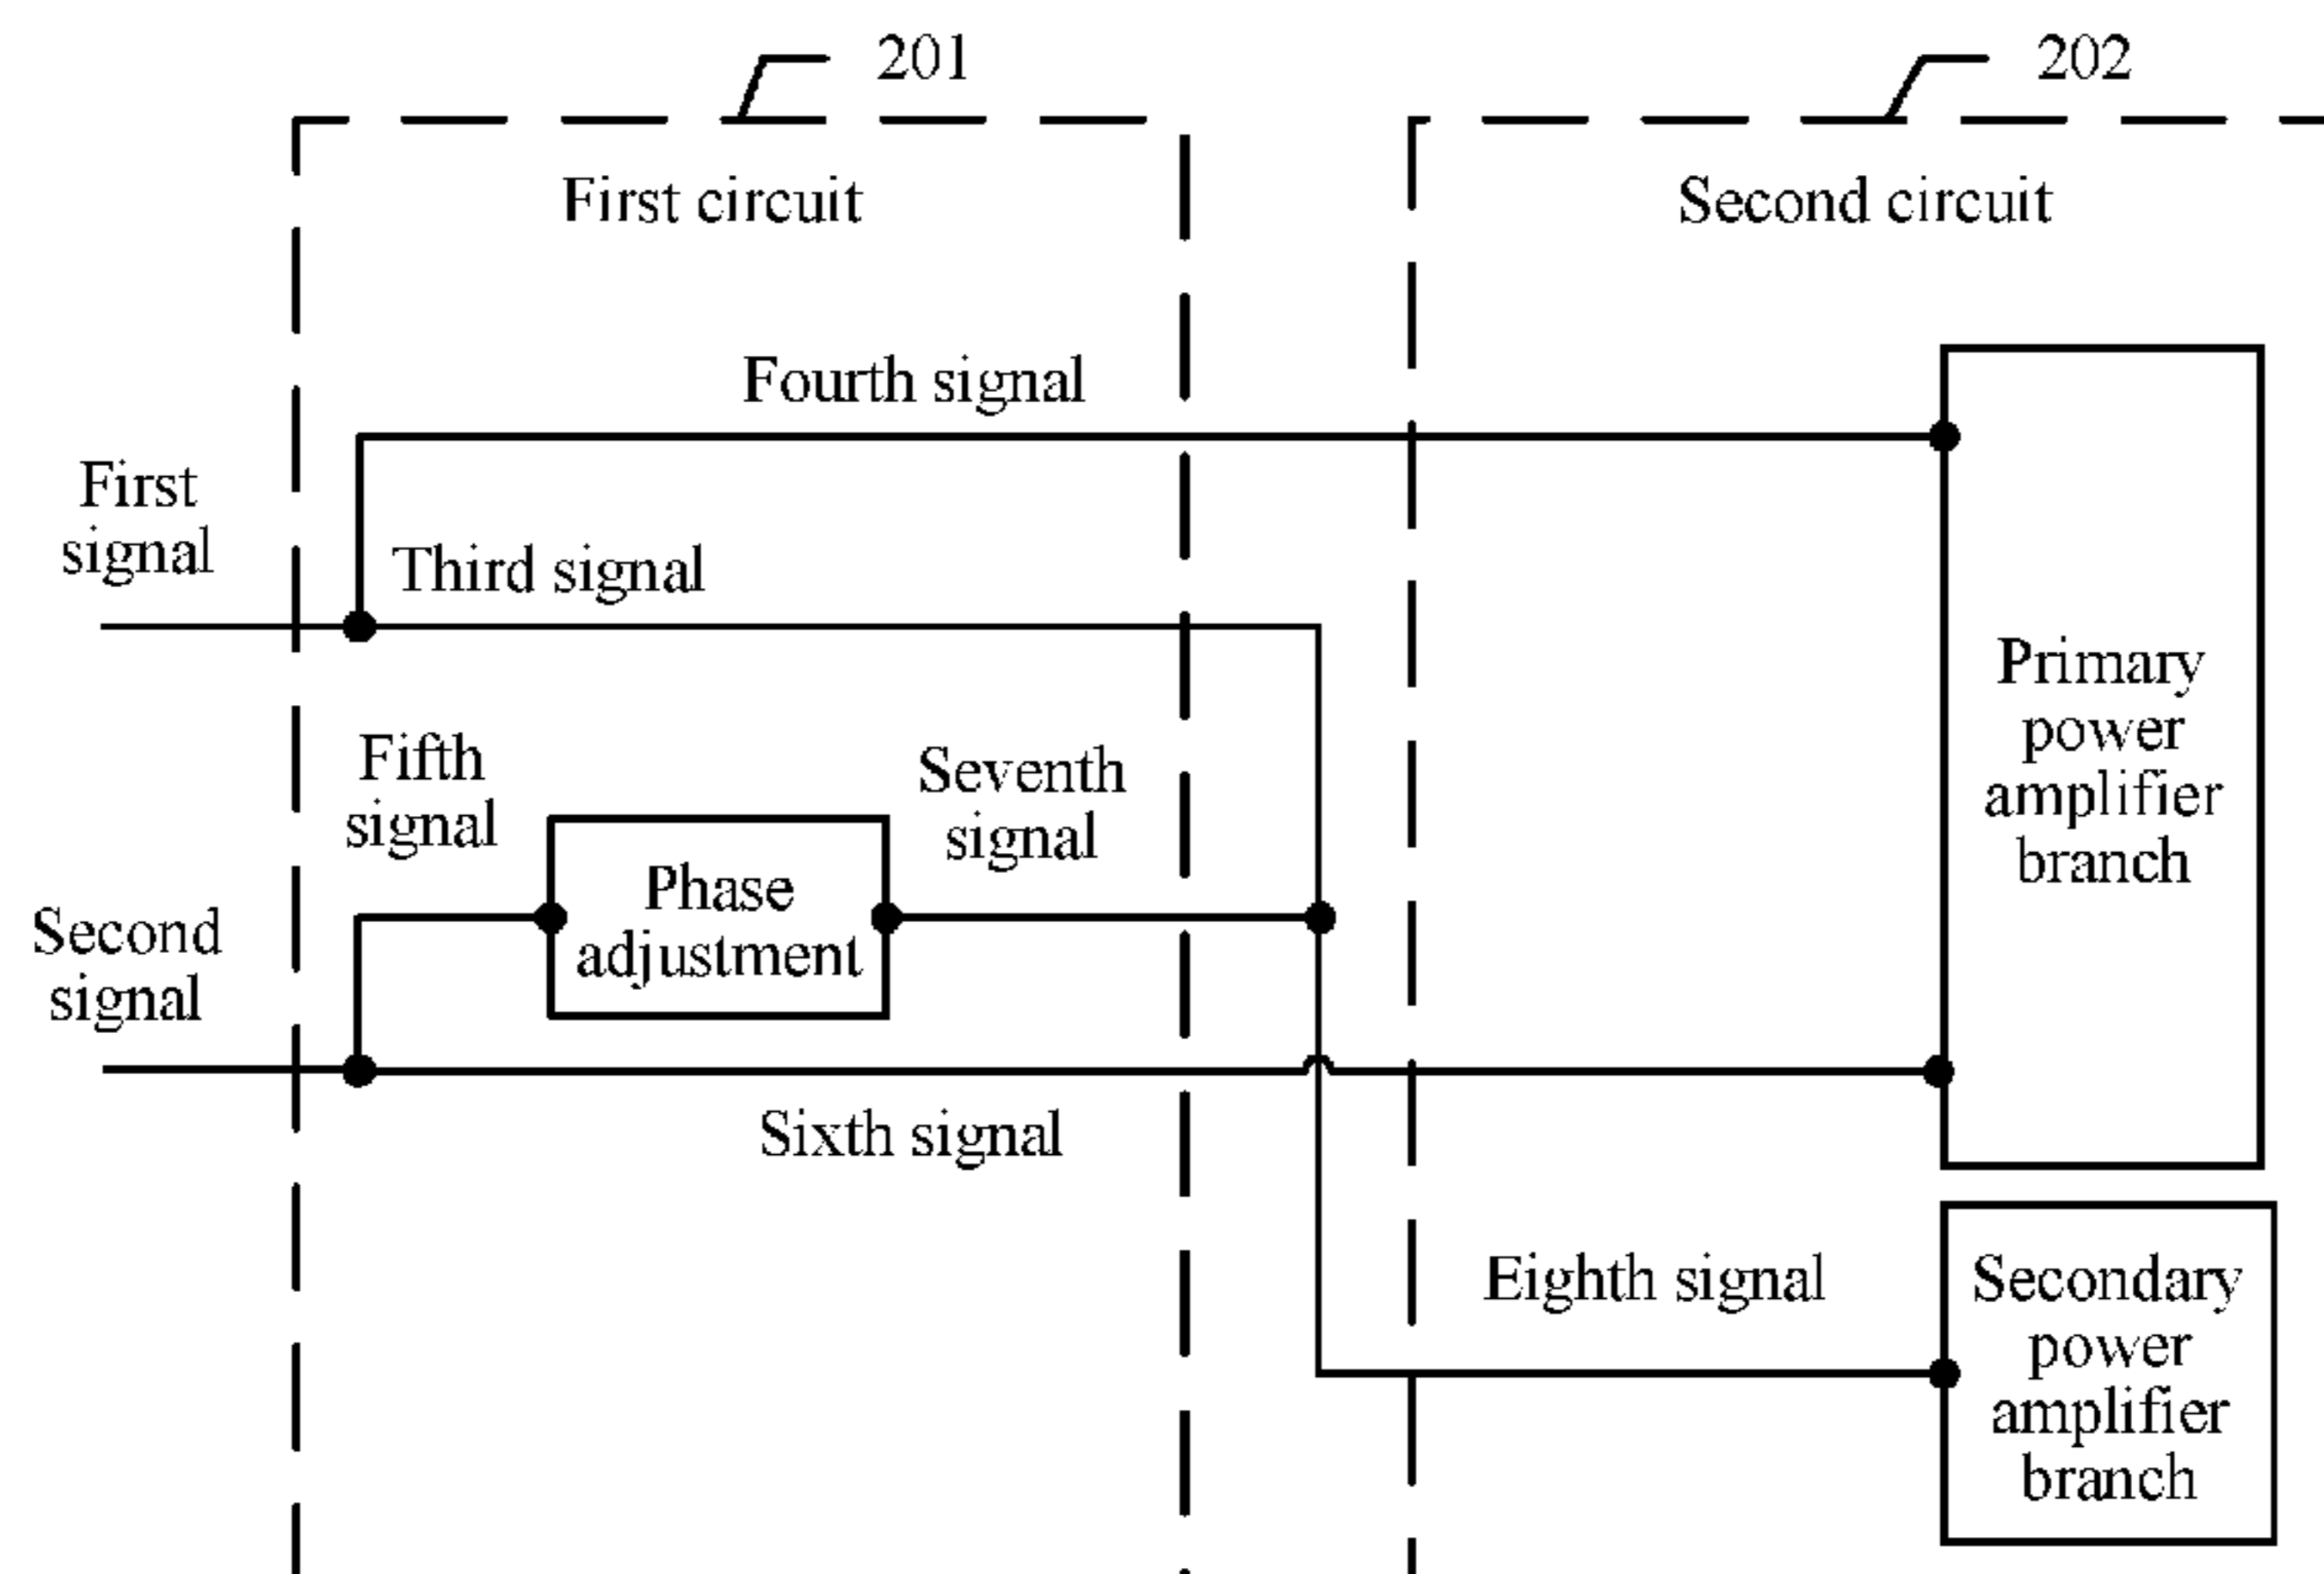 201
202
First circuit
Second circuit
Fourth signal
First
signal
Third signal
Fifth
signal
Seventh
signal
Phase
adjustment
Second
signal
Sixth signal
Primary
power
amplifier
branch
Eighth signal
Secondary
power
amplifier
branch